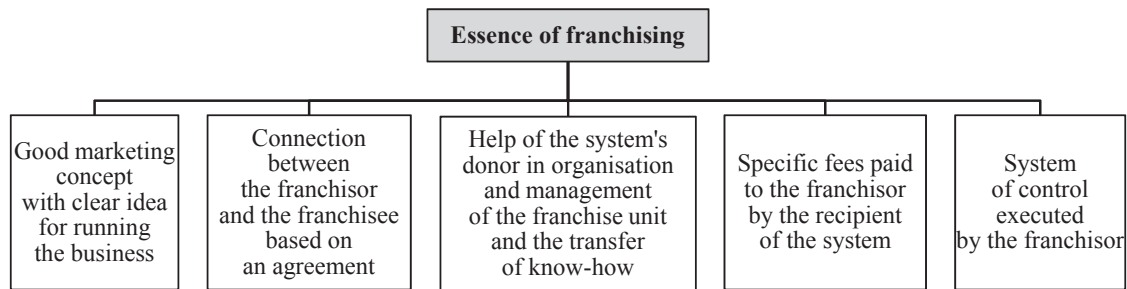 Essence of franchising
Good marketing
concept
with clear idea
for running
the business
Connection
between
the franchisor
and the franchisee
based on
an agreement
Help of the system's
donor in organisation
and management
of the franchise unit
and the transfer
of know-how
Specific fees paid
to the franchisor
by the recipient
of the system
System
of control
executed
by the franchisor